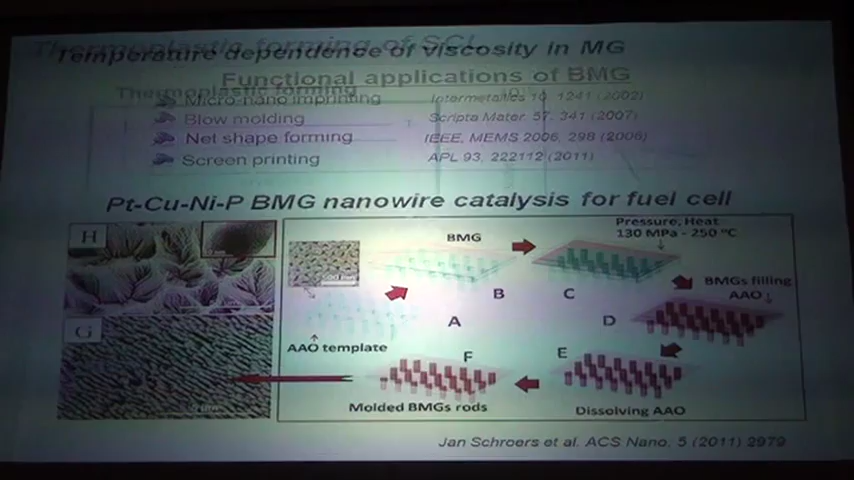 Thermoplastic forming of SCL
Temperature dependence of viscosity in MG
Functional applications of BMG
Thermoplastic forming
Micro-nano imprinting Intermetallics 10, 1241 (2002)
Blow molding Scripta Mater. 57, 341 (2007)
Net shape forming IEEE, MEMS 2006, 298 (2006)
Screen printing APL 93, 222112 (2011)
Pt-Cu-Ni-P BMG nanowire catalysis for fuel cell
H
G
BMG
Pressure, Heat
130 MPa - 250 ºC
BMGs filling
AAO
A
B
C
D
E
F
AAO template
Molded BMGs rods
Dissolving AAO
Jan Schroers et al. ACS Nano, 5 (2011) 2979